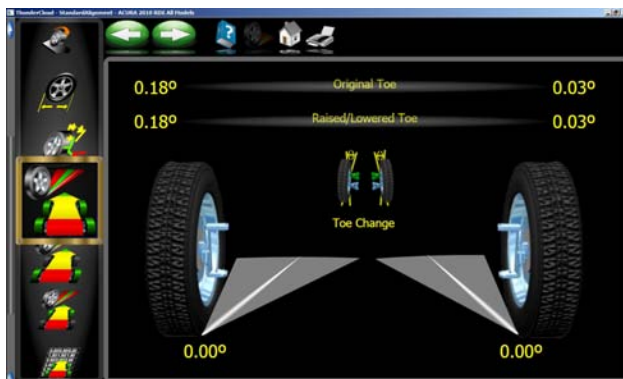 ThunderCloud - StandardAlignment - ACURA 2010 RDX All Models
0.18º Original Toe 0.03º
0.18º Raised/Lowered Toe 0.03º
Toe Change
0.00º 0.00º